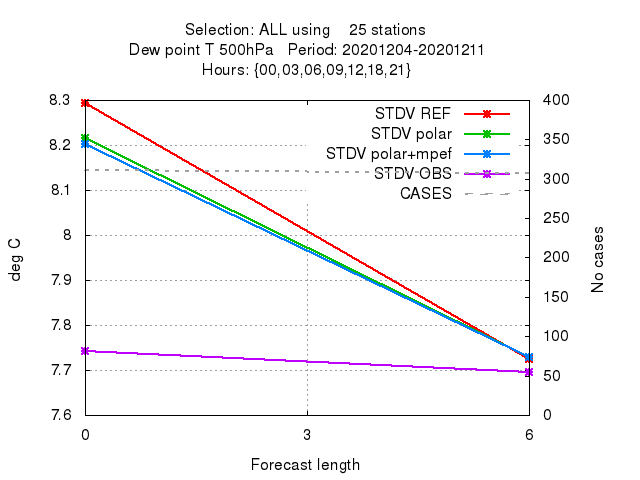 Selection: ALL using    25 stations
Dew point T 500hPa   Period: 20201204-20201211
Hours: {00,03,06,09,12,18,21}
8.3
8.2
8.1
8
7.9
7.8
7.7
7.6
deg C
STDV REF
STDV polar
STDV polar+mpef
STDV OBS
CASES
400
350
300
250
200
150
100
50
0
No cases
0 3 6
Forecast length